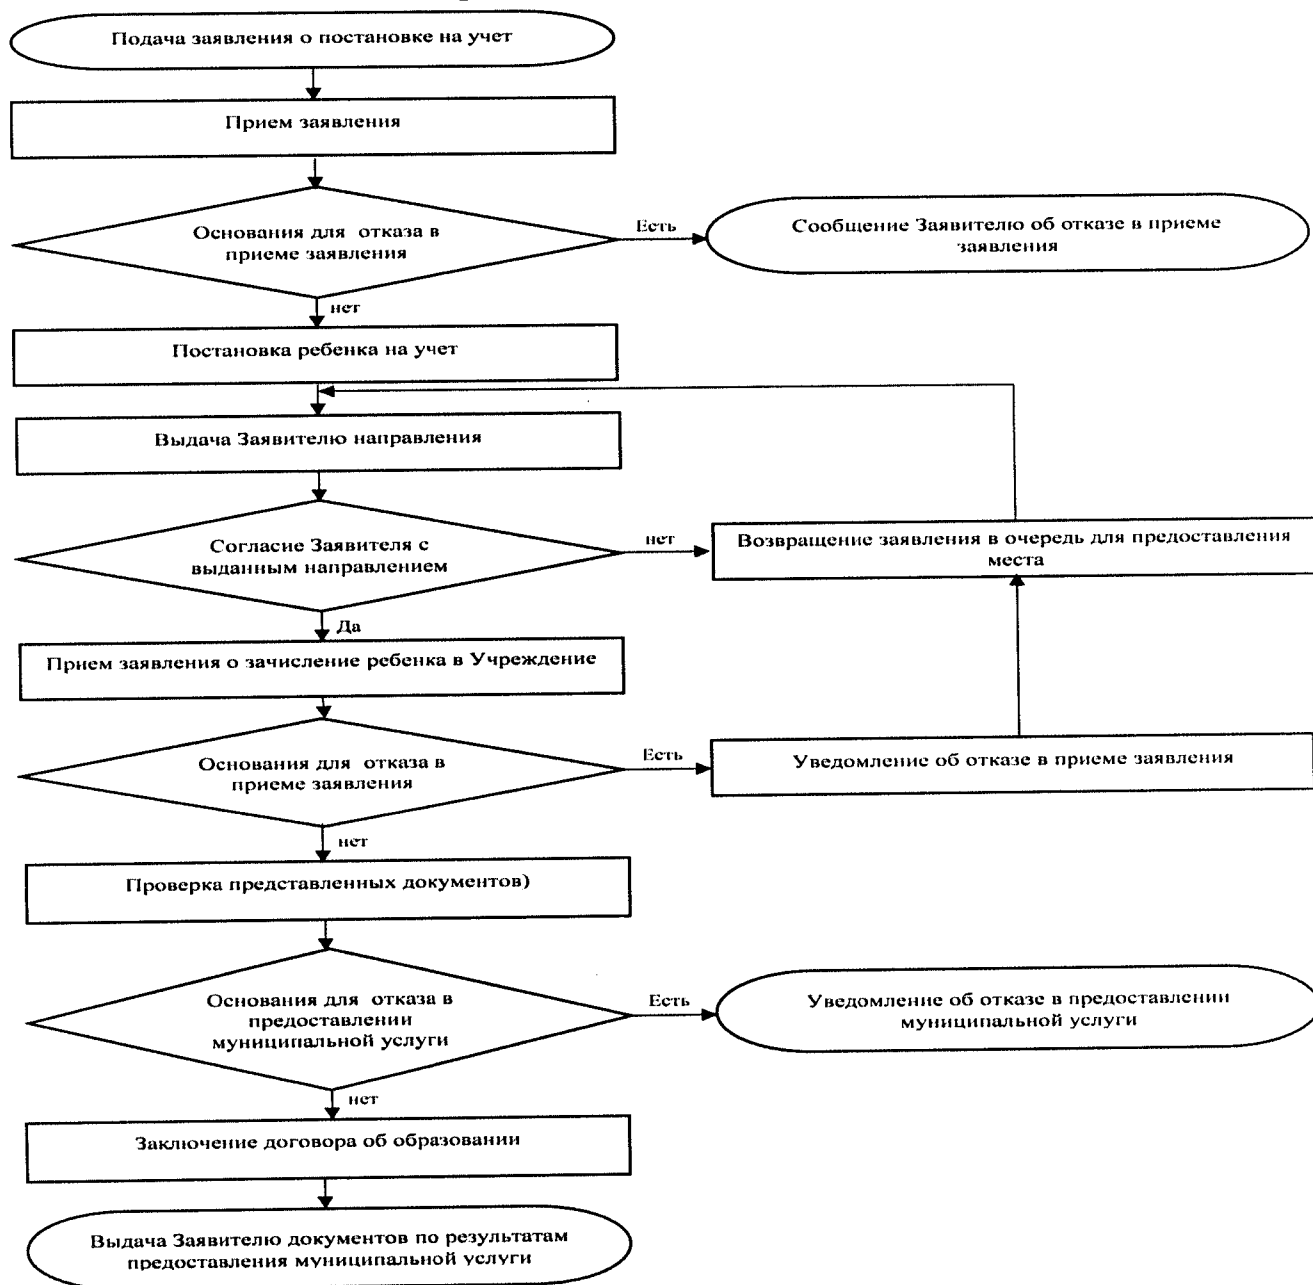 Подача заявления о постановке на учет
Прием заявления
Основания для отказа в
приеме заявления
Есть
Сообщение Заявителю об отказе в приеме
заявления
нет
Постановка ребенка на учет
Выдача Заявителю направления
Согласие Заявителя с
выданным направлением
нет
Возвращение заявления в очередь для предоставления
места
Да
Прием заявления о зачисление ребенка в Учреждение
Основания для отказа в
приеме заявления
Есть
Уведомление об отказе в приеме заявления
нет
Проверка представленных документов)
Основания для отказа в
предоставлении
муниципальной услуги
Есть
Уведомление об отказе в предоставлении
муниципальной услуги
нет
Заключение договора об образовании
Выдача Заявителю документов по результатам
предоставления муниципальной услуги